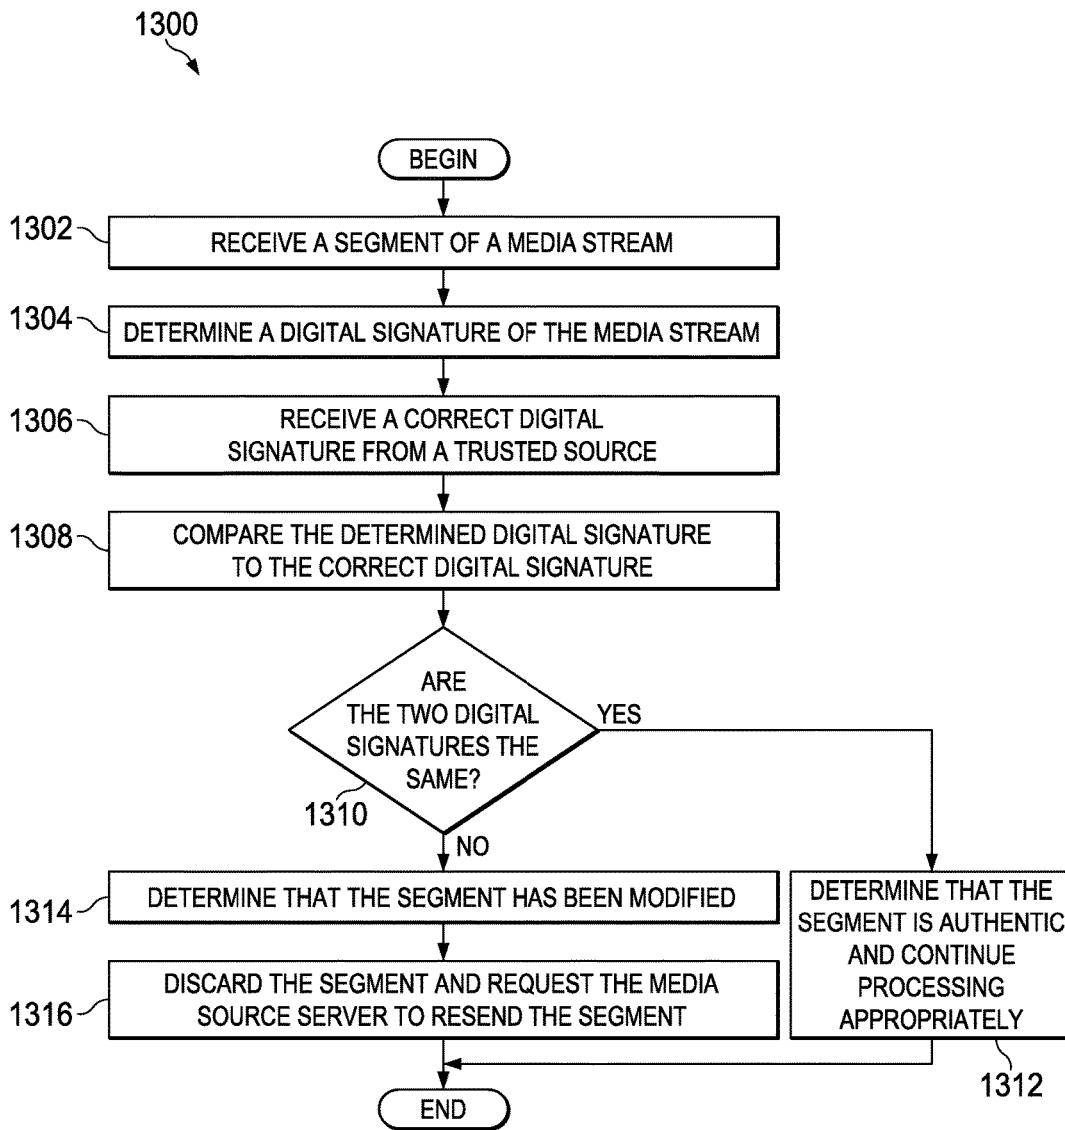 1300
BEGIN
1302
RECEIVE A SEGMENT OF A MEDIA STREAM
1304
DETERMINE A DIGITAL SIGNATURE OF THE MEDIA STREAM
1306
RECEIVE A CORRECT DIGITAL
SIGNATURE FROM A TRUSTED SOURCE
1308
COMPARE THE DETERMINED DIGITAL SIGNATURE
TO THE CORRECT DIGITAL SIGNATURE
ARE
THE TWO DIGITAL
SIGNATURES THE
SAME?
YES
1310
NO
1314
DETERMINE THAT THE SEGMENT HAS BEEN MODIFIED
1316
DISCARD THE SEGMENT AND REQUEST THE MEDIA
SOURCE SERVER TO RESEND THE SEGMENT
DETERMINE THAT THE
SEGMENT IS AUTHENTIC
AND CONTINUE
PROCESSING
APPROPRIATELY
1312
END